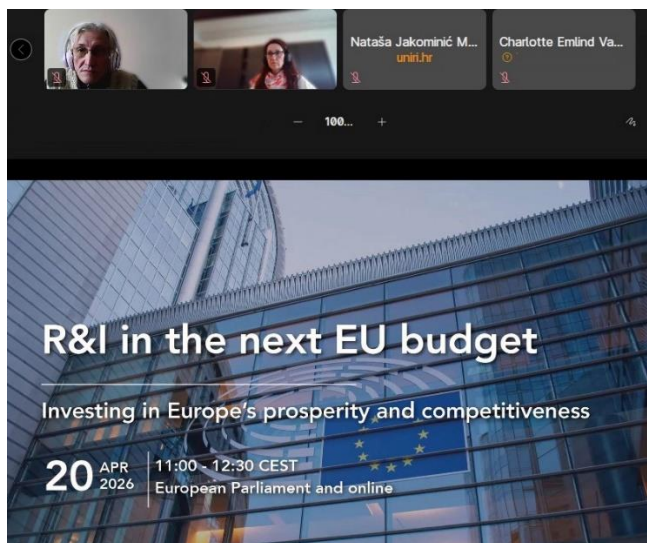 Nataša Jakominić M...
uniri.hr
Charlotte Emlind Va...
100...
R&I in the next EU budget
Investing in Europe's prosperity and competitiveness
20 APR 2026
11:00 - 12:30 CEST
European Parliament and online